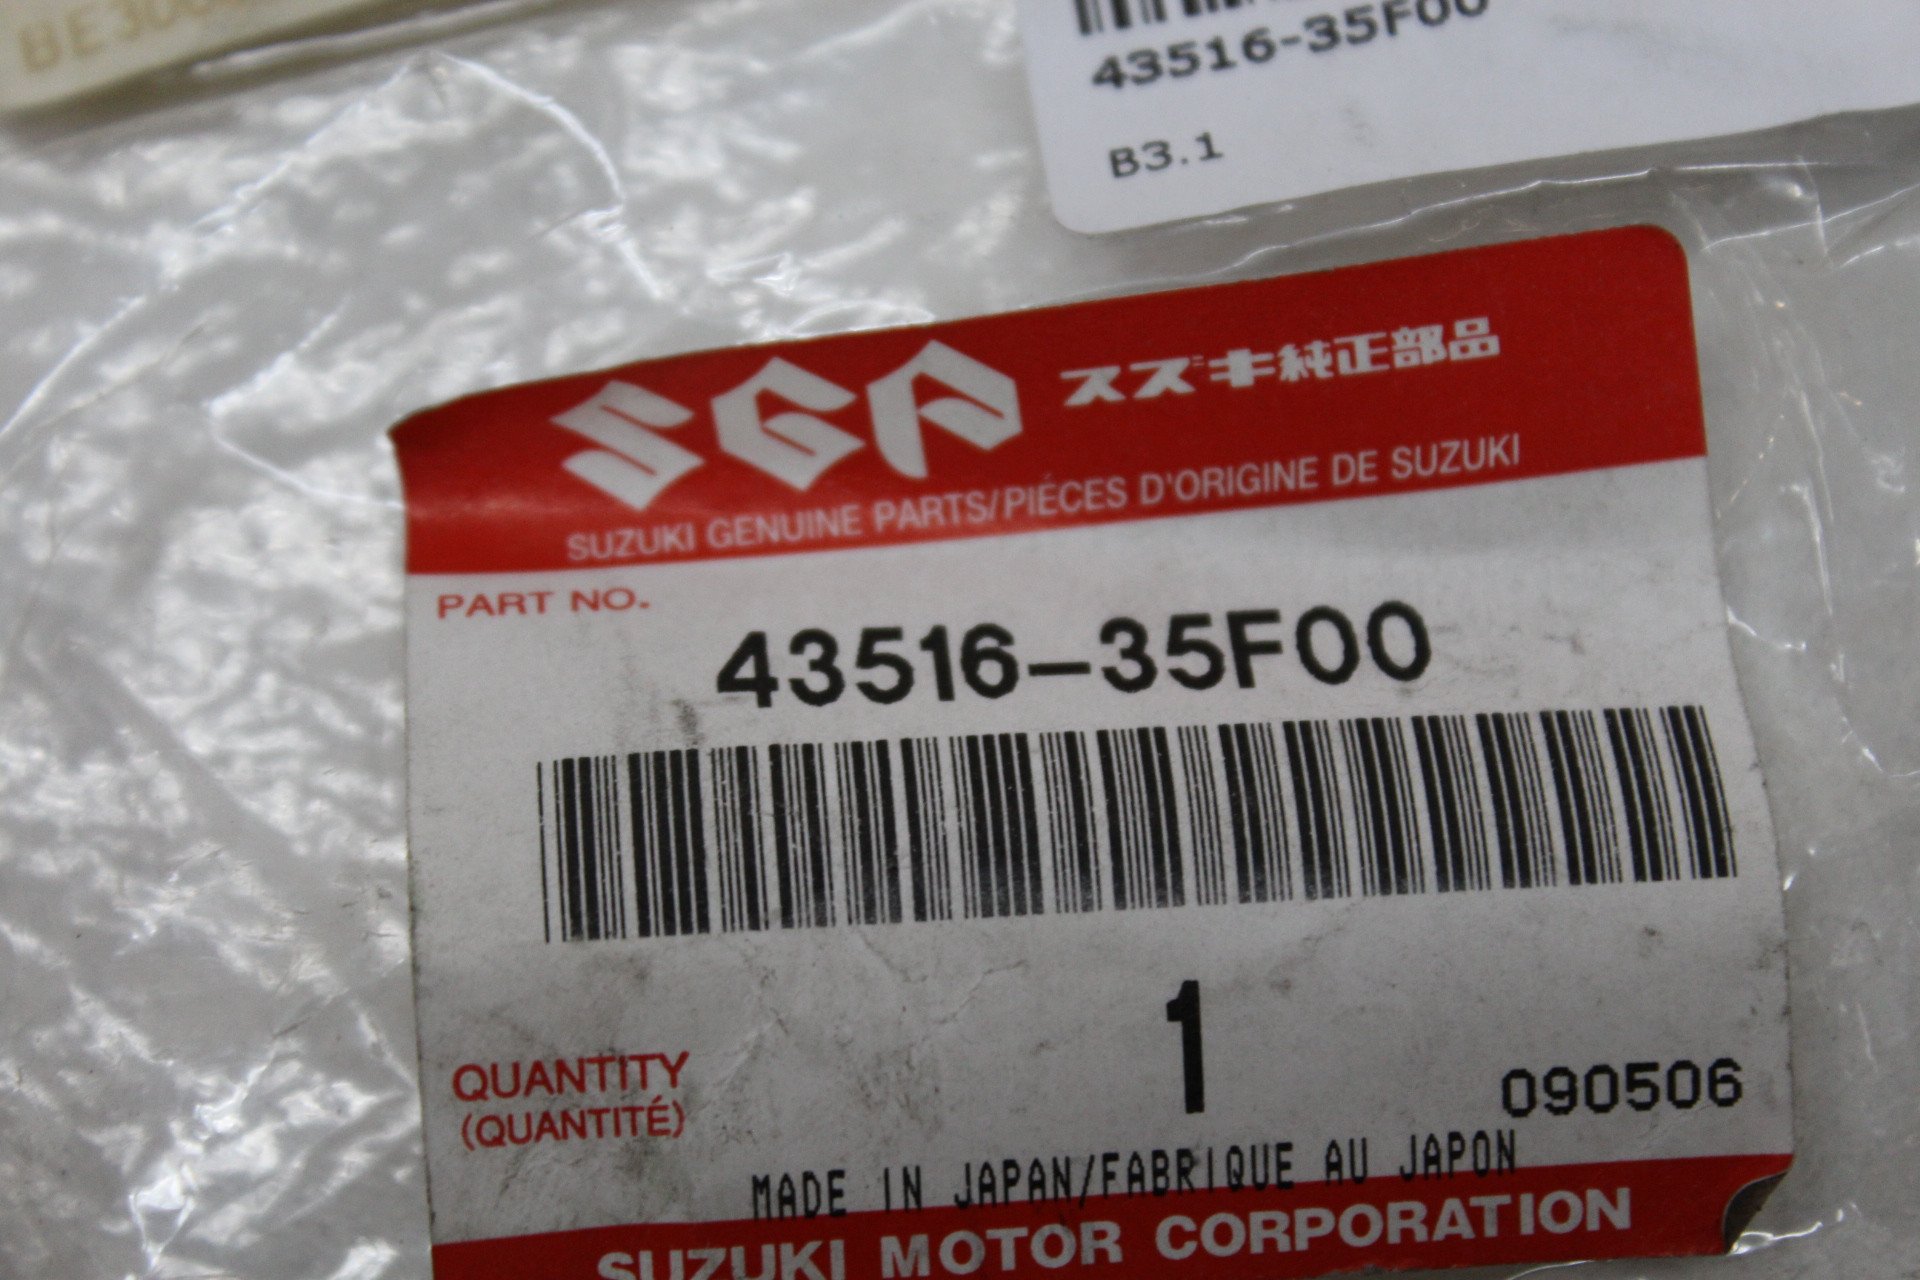 43516-35F00
B3.1
SGP スズキ純正部品
SUZUKI GENUINE PARTS/PIÉCES D'ORIGINE DE SUZUKI
PART NO.
43516-35F00
1
QUANTITY
(QUANTITÉ)
090506
MADE IN JAPAN/FABRIQUE AU JAPON
SUZUKI MOTOR CORPORATION